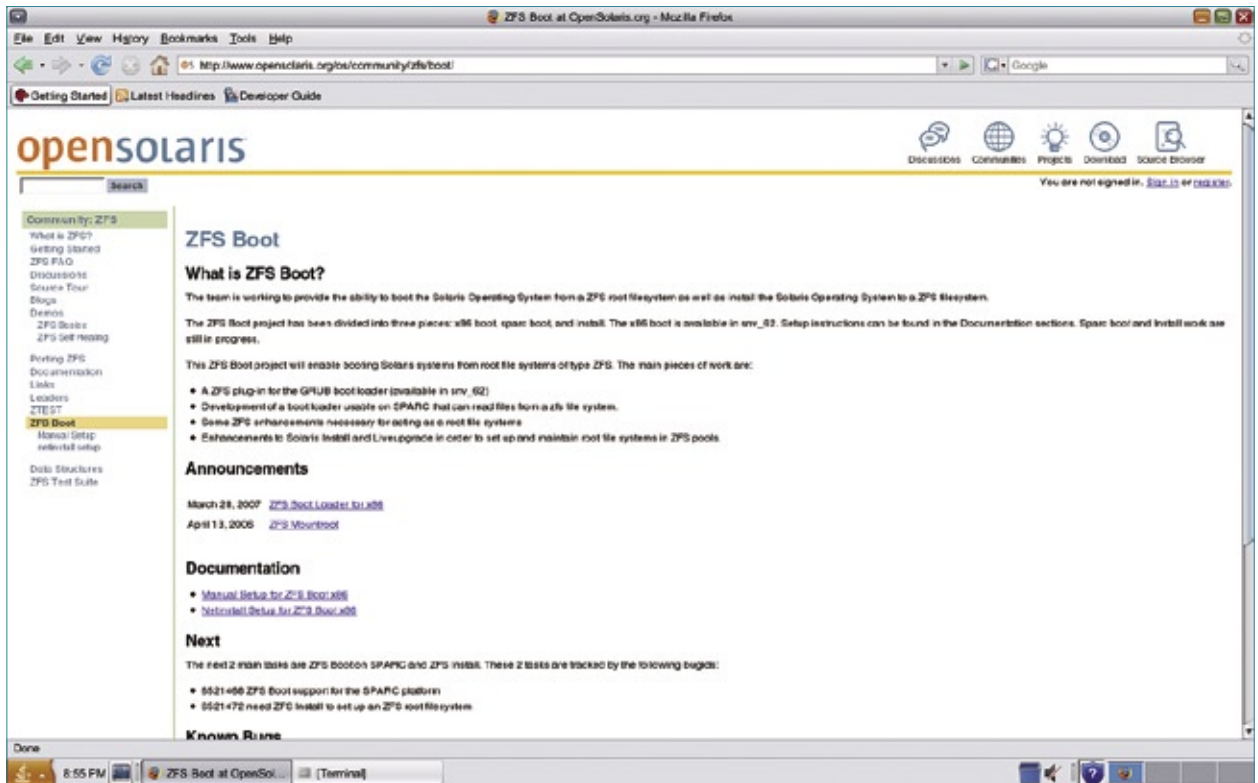 ZFS Boot at OpenSolaris.org - Mozilla Firefox
File Edit View History Bookmarks Tools Help
http://www.opensolaris.org/os/community/zfs/boot/
Google
Getting Started Latest Headlines Developer Guide
opensolaris
Discussions Communities Projects Download Source Browser
Search
You are not signed in. Sign in or register.
Community: ZFS
What is ZFS?
Getting Started
ZFS FAQ
Discussions
Source Tour
Blogs
Demos
ZFS Basics
ZFS Self Healing
Porting ZFS
Documentation
Links
Leaders
ZTEST
ZFS Boot
Manual Setup
netinstall setup
Data Structures
ZFS Test Suite
ZFS Boot
What is ZFS Boot?
The team is working to provide the ability to boot the Solaris Operating System from a ZFS root filesystem as well as install the Solaris Operating System to a ZFS filesystem.
The ZFS Boot project has been divided into three pieces: x86 boot, sparc boot, and install. The x86 boot is available in snv_62. Setup instructions can be found in the Documentation sections. Sparc boot and Install work are
still in progress.
This ZFS Boot project will enable booting Solaris systems from root file systems of type ZFS. The main pieces of work are:
• A ZFS plug-in for the GRUB boot loader (available in snv_62)
• Development of a boot loader usable on SPARC that can read files from a zfs file system.
• Some ZFS enhancements necessary for acting as a root file systems
• Enhancements to Solaris Install and Liveupgrade in order to set up and maintain root file systems in ZFS pools.
Announcements
March 28, 2007 ZFS Boot Loader for x86
April 13, 2006 ZFS Mountroot
Documentation
• Manual Setup for ZFS Boot x86
• Netinstall Setup for ZFS Boot x86
Next
The next 2 main tasks are ZFS Boot on SPARC and ZFS install. These 2 tasks are tracked by the following bugids:
• 6521468 ZFS Boot support for the SPARC platform
• 6521472 need ZFS Install to set up an ZFS root filesystem
Known Bugs
Done
8:55 PM ZFS Boot at OpenSol... [Terminal]